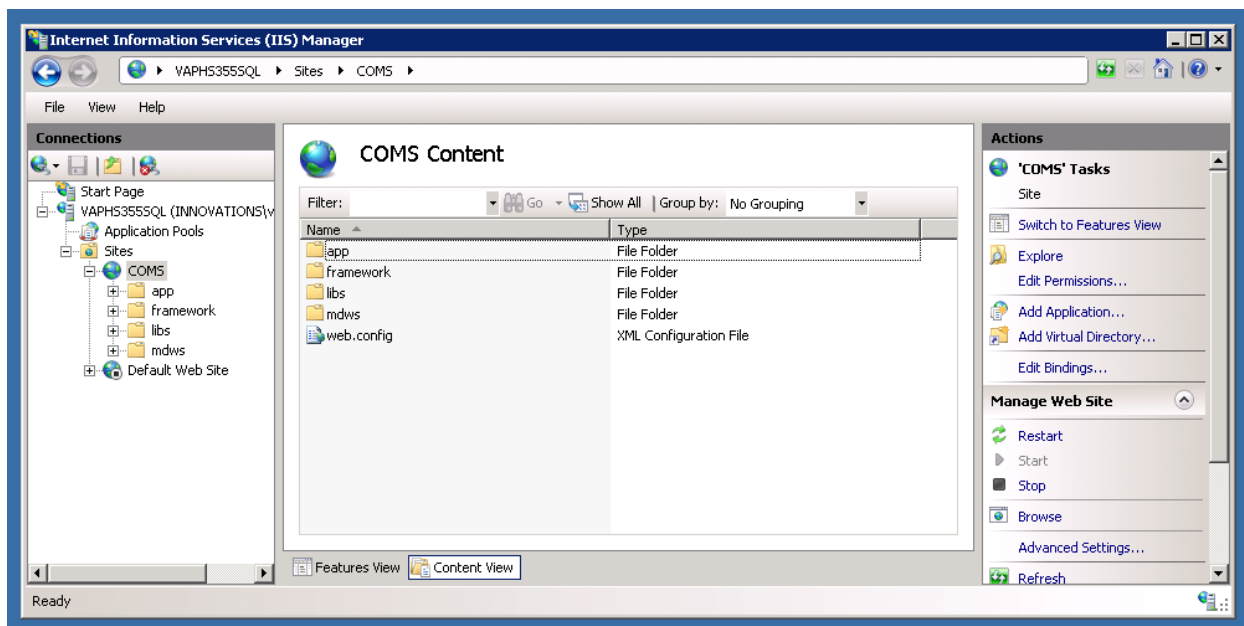 Internet Information Services (IIS) Manager
VAPHS355SQL Sites COMS
File View Help
Connections
Start Page
VAPHS355SQL (INNOVATIONS\v
Application Pools
Sites
COMS
app
framework
libs
mdws
Default Web Site
COMS Content
Filter: Go Show All Group by: No Grouping
Name Type
app File Folder
framework File Folder
libs File Folder
mdws File Folder
web.config XML Configuration File
Features View Content View
Actions
'COMS' Tasks
Site
Switch to Features View
Explore
Edit Permissions...
Add Application...
Add Virtual Directory...
Edit Bindings...
Manage Web Site
Restart
Start
Stop
Browse
Advanced Settings...
Refresh
Ready